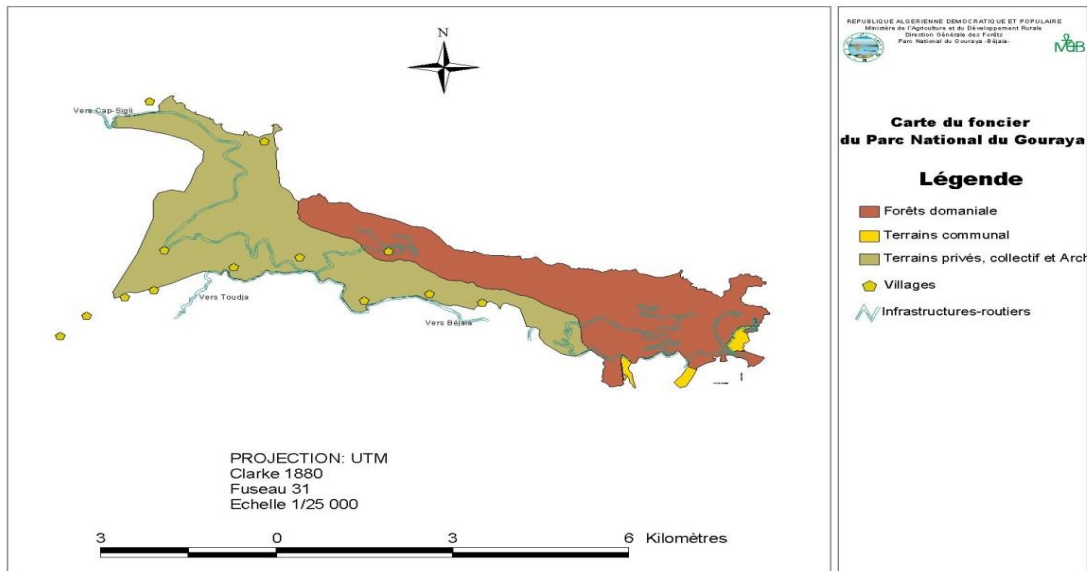 N
Vers Cap-Sigli
Vers Toudja
Vers Béjaia
PROJECTION: UTM
Clarke 1880
Fuseau 31
Echelle 1/25 000
3 0 3 6 Kilomètres
REPUBLIQUE ALGERIENNE DEMOCRATIQUE ET POPULAIRE
Ministère de l'Agriculture et du Développement Rurale
Direction Générale des Forêts
Parc National du Gouraya -Béjaia-
MAB
Carte du foncier
du Parc National du Gouraya
Légende
Forêts domaniale
Terrains communal
Terrains privés, collectif et Arch
Villages
Infrastructures-routiers